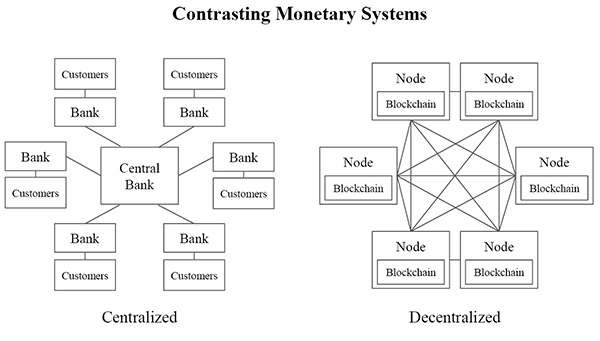 Contrasting Monetary Systems
Customers
Bank
Customers
Bank
Bank
Customers
Central
Bank
Bank
Customers
Bank
Customers
Bank
Customers
Centralized
Node
Blockchain
Node
Blockchain
Node
Blockchain
Node
Blockchain
Node
Blockchain
Node
Blockchain
Decentralized